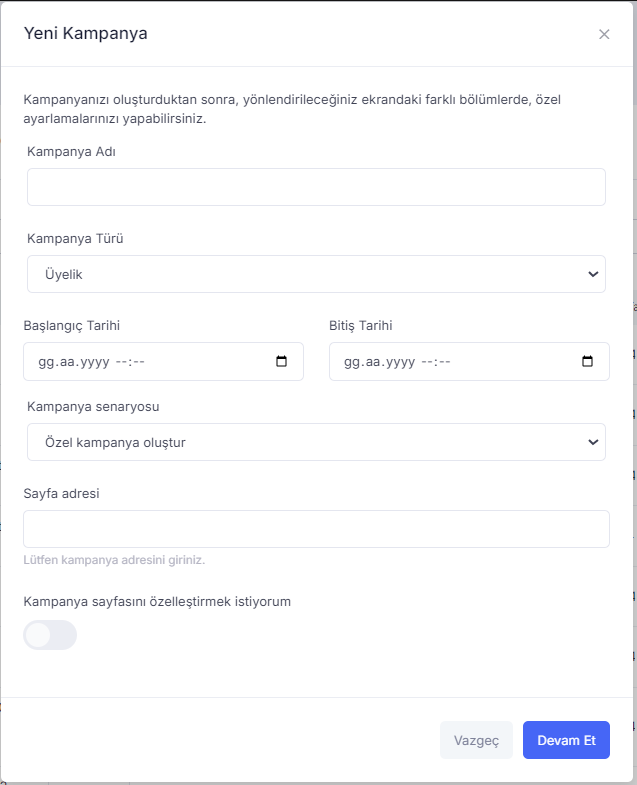 Yeni Kampanya
Kampanyanızı oluşturduktan sonra, yönlendirileceğiniz ekrandaki farklı bölümlerde, özel
ayarlamalarınızı yapabilirsiniz.
Kampanya Adı
Kampanya Türü
Üyelik
Başlangıç Tarihi
Bitiş Tarihi
gg.aa.yyyy --:--
gg.aa.yyyy --:--
Kampanya senaryosu
Özel kampanya oluştur
Sayfa adresi
Lütfen kampanya adresini giriniz.
Kampanya sayfasını özelleştirmek istiyorum
Vazgeç
Devam Et